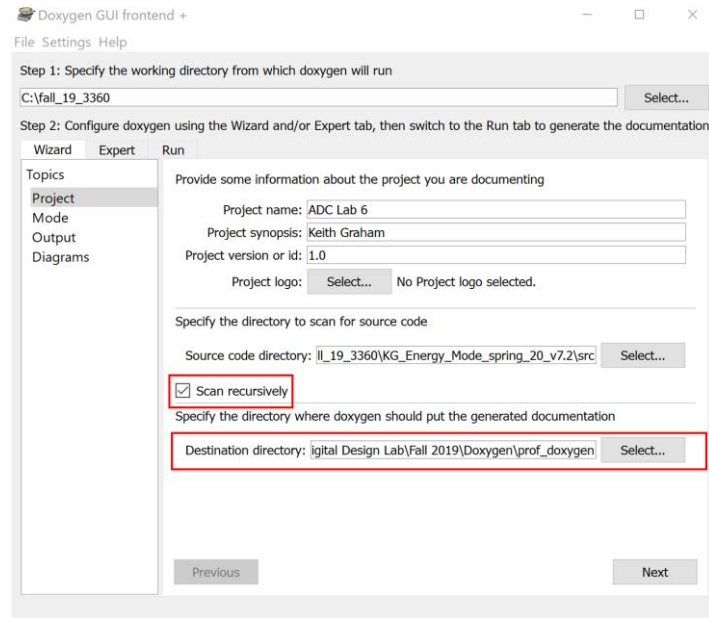 Doxygen GUI frontend +
File Settings Help
Step 1: Specify the working directory from which doxygen will run
C:\fall_19_3360 Select...
Step 2: Configure doxygen using the Wizard and/or Expert tab, then switch to the Run tab to generate the documentation
Wizard Expert Run
Topics
Project
Mode
Output
Diagrams
Provide some information about the project you are documenting
Project name: ADC Lab 6
Project synopsis: Keith Graham
Project version or id: 1.0
Project logo: Select... No Project logo selected.
Specify the directory to scan for source code
Source code directory: ll_19_3360\KG_Energy_Mode_spring_20_v7.2\src Select...
Scan recursively
Specify the directory where doxygen should put the generated documentation
Destination directory: igital Design Lab\Fall 2019\Doxygen\prof_doxygen Select...
Previous Next